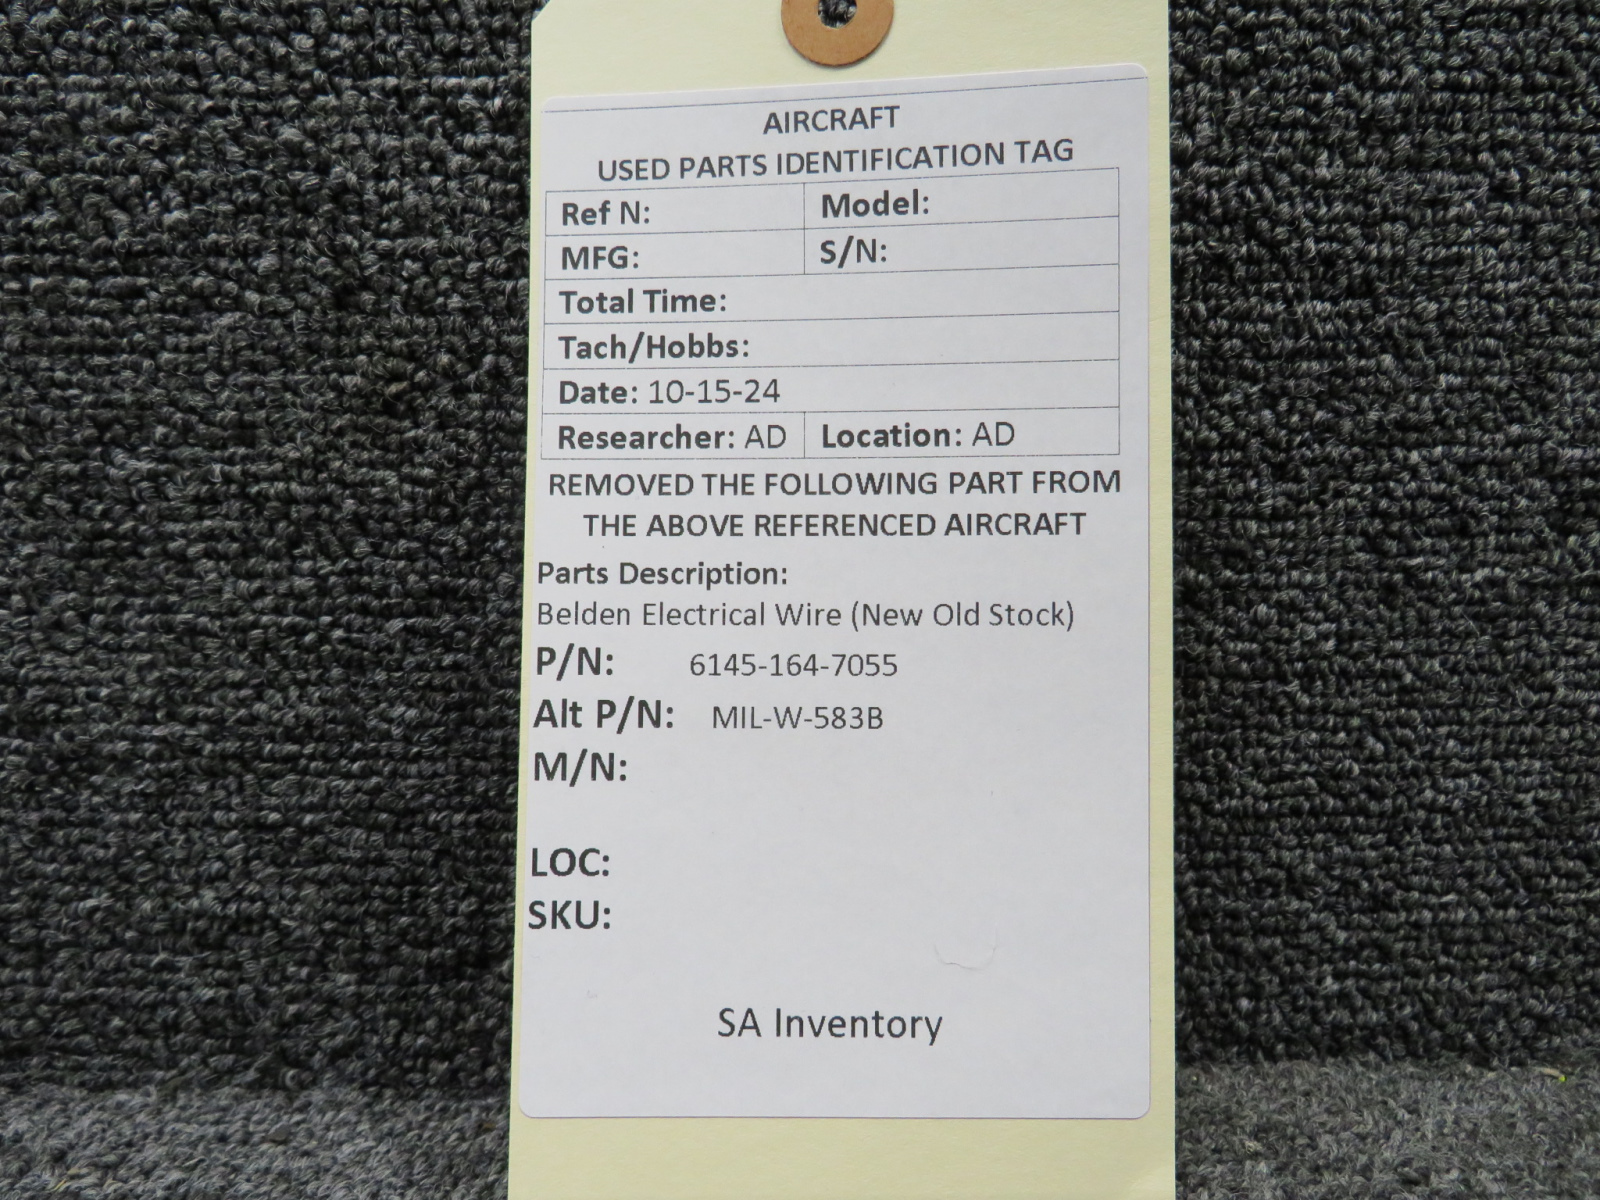 AIRCRAFT
USED PARTS IDENTIFICATION TAG
Ref N: Model:
MFG: S/N:
Total Time:
Tach/Hobbs:
Date: 10-15-24
Researcher: AD Location: AD
REMOVED THE FOLLOWING PART FROM
THE ABOVE REFERENCED AIRCRAFT
Parts Description:
Belden Electrical Wire (New Old Stock)
P/N: 6145-164-7055
Alt P/N: MIL-W-583B
M/N:
LOC:
SKU:
SA Inventory